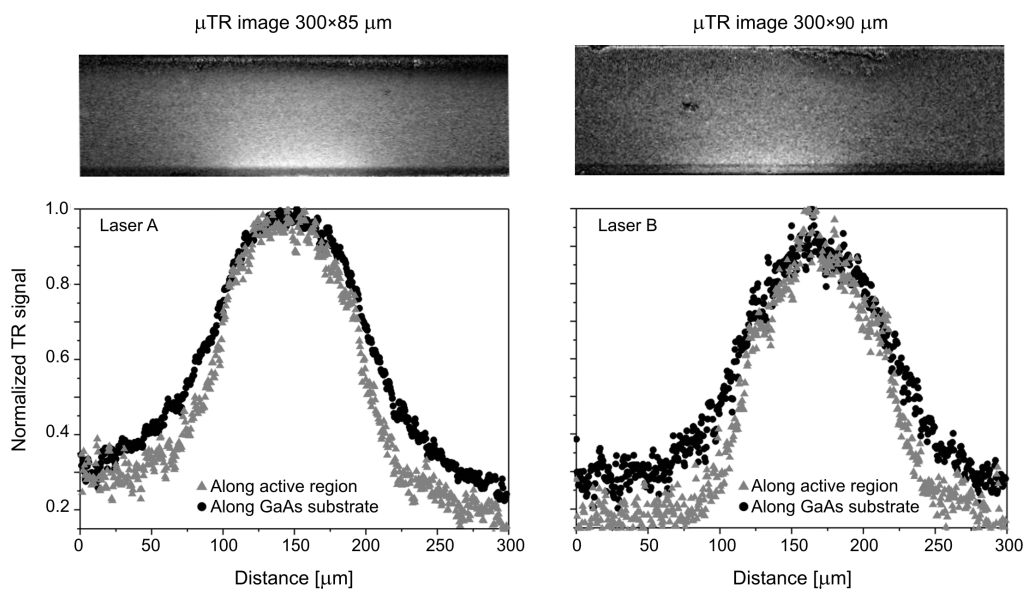 μTR image 300×85 μm
μTR image 300×90 μm
Laser A
Laser B
Normalized TR signal
1.0
0.8
0.6
0.4
0.2
Along active region
Along GaAs substrate
Along active region
Along GaAs substrate
0 50 100 150 200 250 300
0 50 100 150 200 250 300
Distance [μm]
Distance [μm]